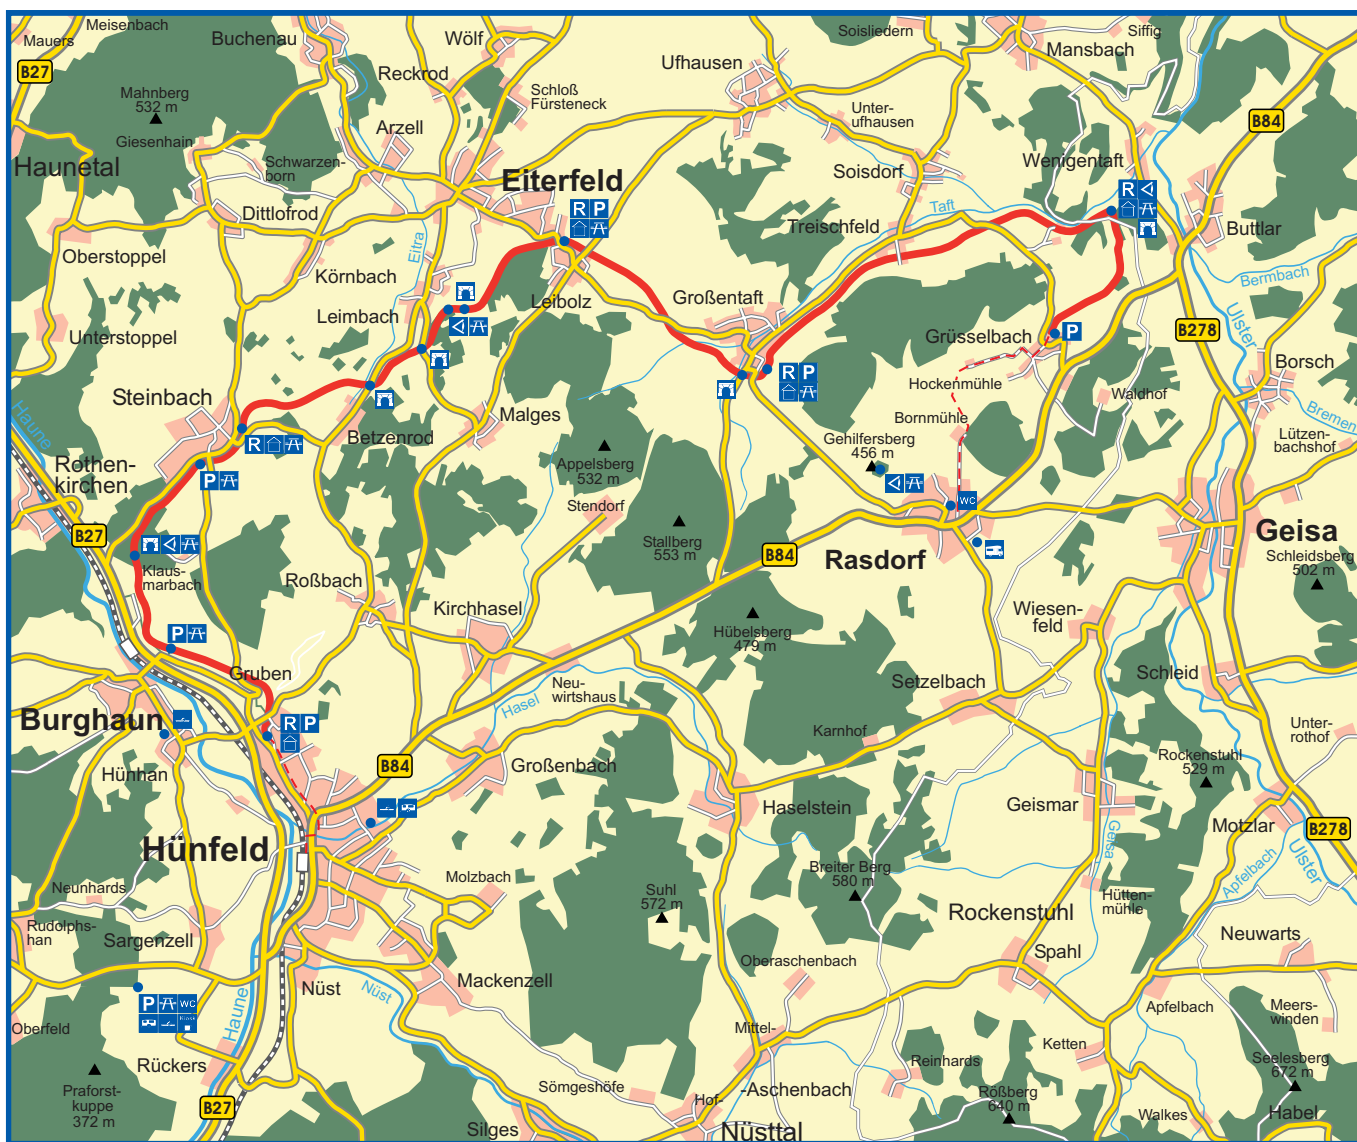 Meisenbach
Mauers
Buchenau
Wölf
Soisliedern
Siffig
Mansbach
B27
Reckrod
Ufhausen
Mahnberg
532 m
Schloß
Fürsteneck
B84
Giesenhain
Arzell
Unter-
ufhausen
Haunetal
Schwarzen-
born
Soisdorf
Wenigentaft
Eiterfeld
R P
R
Dittlofrod
Taft
Treischfeld
Buttlar
Oberstoppel
Eitra
Körnbach
Bermbach
Leibolz
Großentaft
Leimbach
Unterstoppel
Grüsselbach
P
B278
Ulster
Borsch
Steinbach
Hockenmühle
R P
Waldhof
Haune
Malges
Bornmühle
Bremen
Betzenrod
R
Gehilfersberg
456 m
Lützen-
bachshof
Rothen-
kirchen
P
Appelsberg
532 m
Stendorf
WC
B27
Stallberg
553 m
B84
Rasdorf
Geisa
Schleidsberg
502 m
Klaus-
marbach
Roßbach
Kirchhasel
Wiesen-
feld
Hübelsberg
479 m
P
Gruben
Neu-
wirtshaus
Setzelbach
Schleid
Hasel
Burghaun
R P
Karnhof
Unter-
rothof
Hünhan
B84
Großenbach
Rockenstuhl
529 m
Haselstein
Geismar
Geisa
Motzlar
B278
Hünfeld
Ulster
Neunhards
Molzbach
Suhl
572 m
Breiter Berg
580 m
Apfelbach
Hütten-
mühle
Rudolphs-
han
Sargenzell
Rockenstuhl
Neuwarts
Spahl
Nüst
Mackenzell
Oberaschenbach
Nüst
P WC
Kiosk
Haune
Oberfeld
Apfelbach
Meers-
winden
Mittel-
Ketten
Rückers
Reinhards
Seelesberg
672 m
Praforst-
kuppe
372 m
Sömgeshöfe
-Aschenbach
Rößberg
640 m
B27
Hof-
Walkes
Habel
Silges
Nüsttal